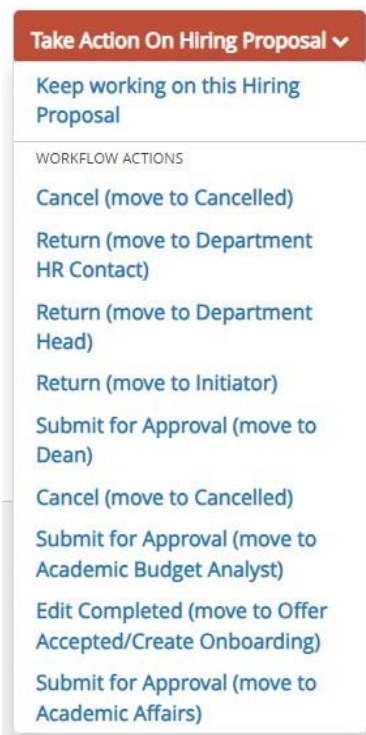 Take Action On Hiring Proposal
Keep working on this Hiring
Proposal
WORKFLOW ACTIONS
Cancel (move to Cancelled)
Return (move to Department
HR Contact)
Return (move to Department
Head)
Return (move to Initiator)
Submit for Approval (move to
Dean)
Cancel (move to Cancelled)
Submit for Approval (move to
Academic Budget Analyst)
Edit Completed (move to Offer
Accepted/Create Onboarding)
Submit for Approval (move to
Academic Affairs)